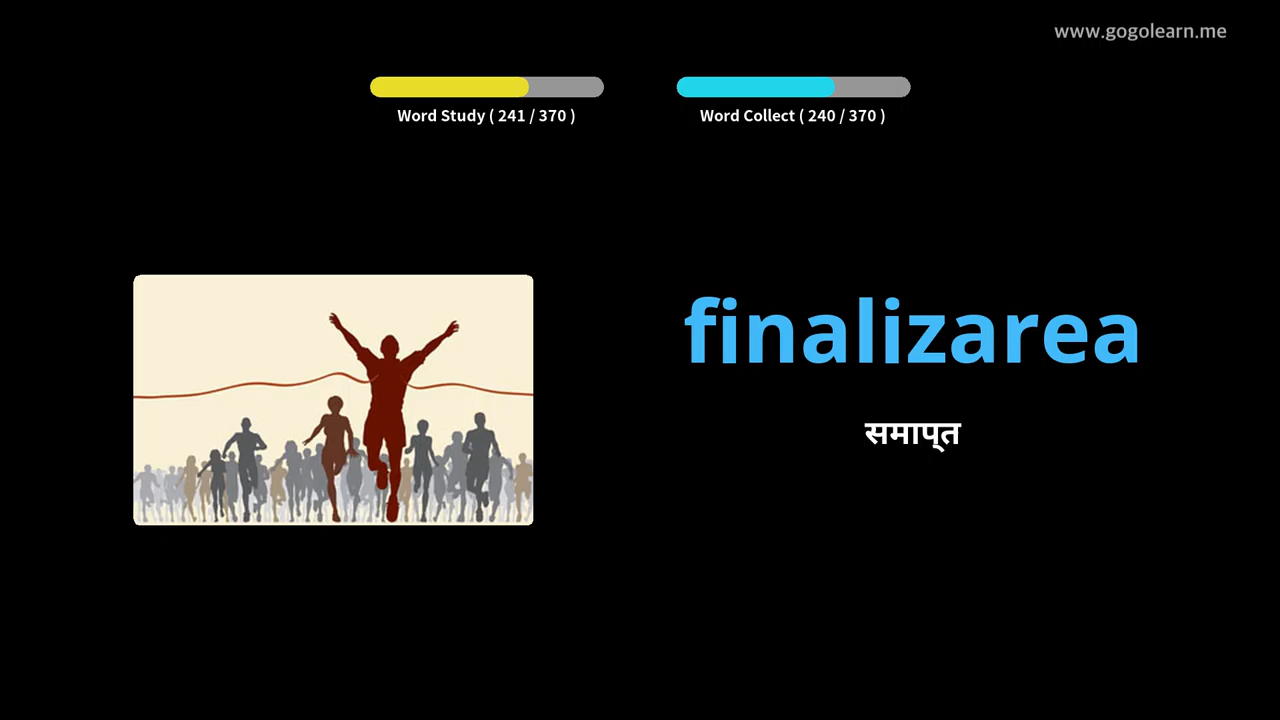 www.gogolearn.me
Word Study ( 241 / 370 )
Word Collect ( 240 / 370 )
finalizarea
समाप्त